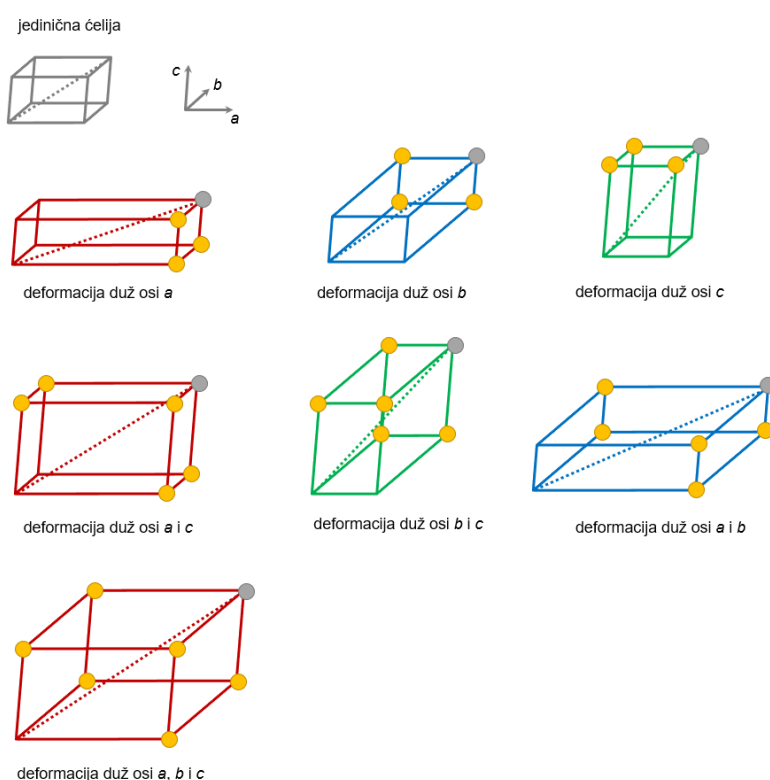 jedinična ćelija
c
b
a
deformacija duž osi a
deformacija duž osi b
deformacija duž osi c
deformacija duž osi a i c
deformacija duž osi b i c
deformacija duž osi a i b
deformacija duž osi a, b i c